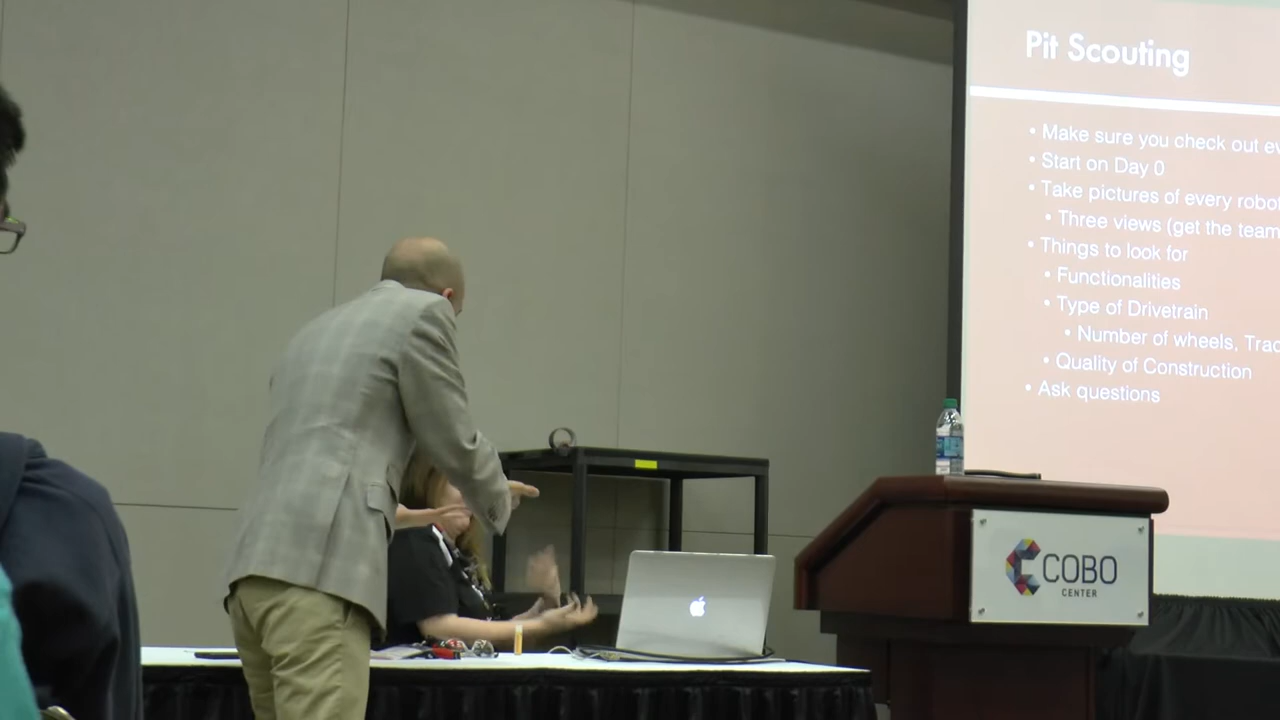 Pit Scouting
• Make sure you check out
• Start on Day 0
• Take pictures of every
• Three views (get the team
• Things to look for
• Functionalities
• Type of Drivetrain
• Number of wheels,
• Quality of Construction
• Ask questions
COBO
CENTER